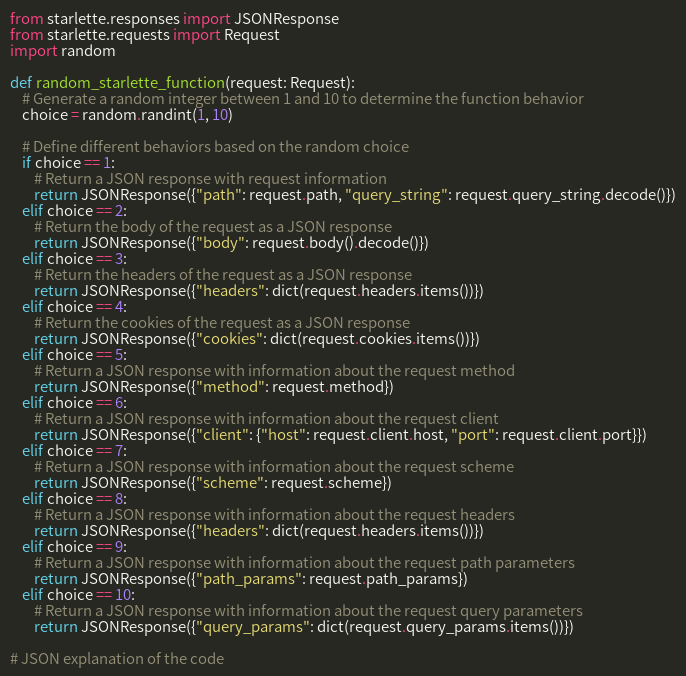 from starlette.responses import JSONResponse
from starlette.requests import Request
import random

def random_starlette_function(request: Request):
    # Generate a random integer between 1 and 10 to determine the function behavior
    choice = random.randint(1, 10)

    # Define different behaviors based on the random choice
    if choice == 1:
        # Return a JSON response with request information
        return JSONResponse({"path": request.path, "query_string": request.query_string.decode()})
    elif choice == 2:
        # Return the body of the request as a JSON response
        return JSONResponse({"body": request.body().decode()})
    elif choice == 3:
        # Return the headers of the request as a JSON response
        return JSONResponse({"headers": dict(request.headers.items())})
    elif choice == 4:
        # Return the cookies of the request as a JSON response
        return JSONResponse({"cookies": dict(request.cookies.items())})
    elif choice == 5:
        # Return a JSON response with information about the request method
        return JSONResponse({"method": request.method})
    elif choice == 6:
        # Return a JSON response with information about the request client
        return JSONResponse({"client": {"host": request.client.host, "port": request.client.port}})
    elif choice == 7:
        # Return a JSON response with information about the request scheme
        return JSONResponse({"scheme": request.scheme})
    elif choice == 8:
        # Return a JSON response with information about the request headers
        return JSONResponse({"headers": dict(request.headers.items())})
    elif choice == 9:
        # Return a JSON response with information about the request path parameters
        return JSONResponse({"path_params": request.path_params})
    elif choice == 10:
        # Return a JSON response with information about the request query parameters
        return JSONResponse({"query_params": dict(request.query_params.items())})

# JSON explanation of the code